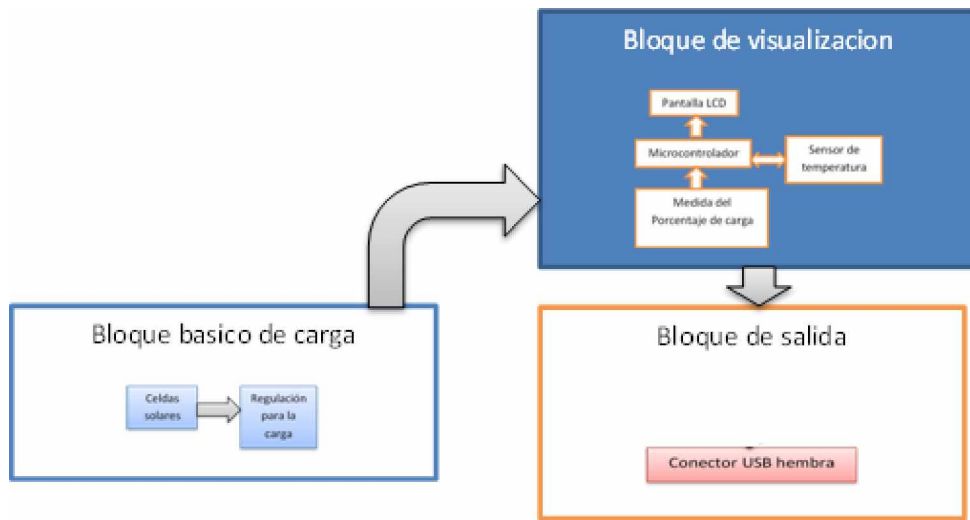 Bloque de visualizacion
Pantalla LCD
Microcontrolador
Sensor de
temperatura
Medida del
Porcentaje de carga
Bloque basico de carga
Celdas
solares
Regulación
para la
carga
Bloque de salida
Conector USB hembra